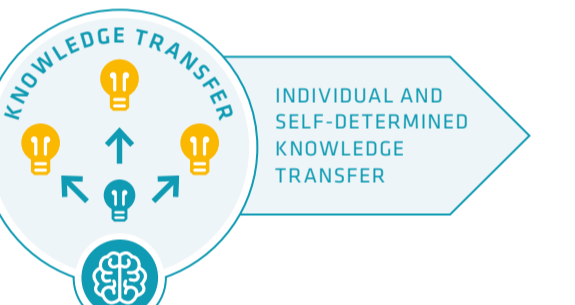 KNOWLEDGE TRANSFER
INDIVIDUAL AND
SELF-DETERMINED
KNOWLEDGE
TRANSFER